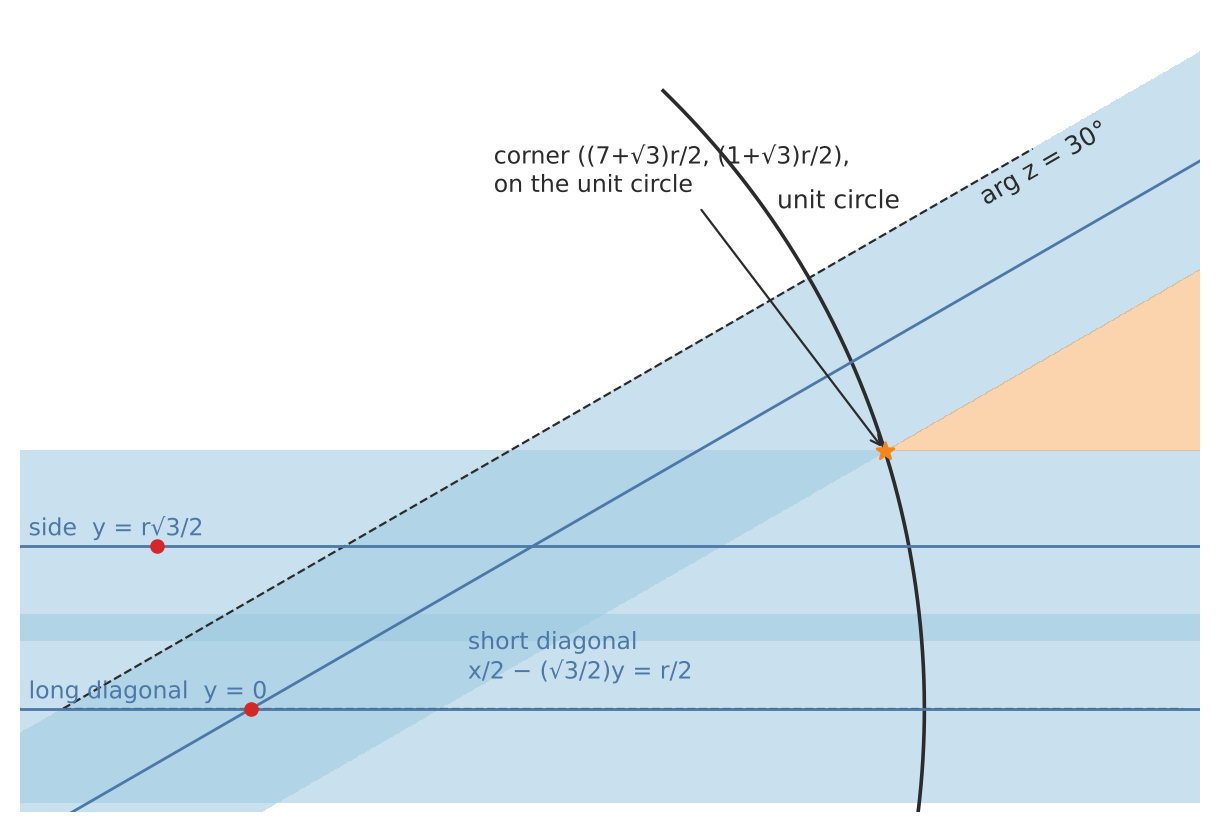 corner ((7+√3)r/2, (1+√3)r/2),
on the unit circle
unit circle
arg z = 30°
side  y = r√3/2
short diagonal
x/2 − (√3/2)y = r/2
long diagonal  y = 0